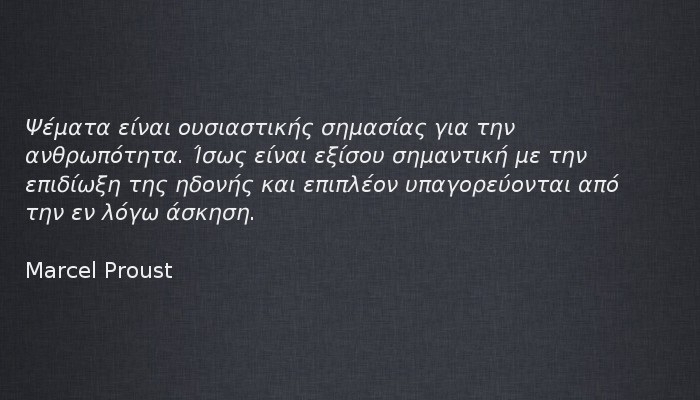 Ψέματα είναι ουσιαστικής σημασίας για την
ανθρωπότητα. Ίσως είναι εξίσου σημαντική με την
επιδίωξη της ηδονής και επιπλέον υπαγορεύονται από
την εν λόγω άσκηση.
Marcel Proust